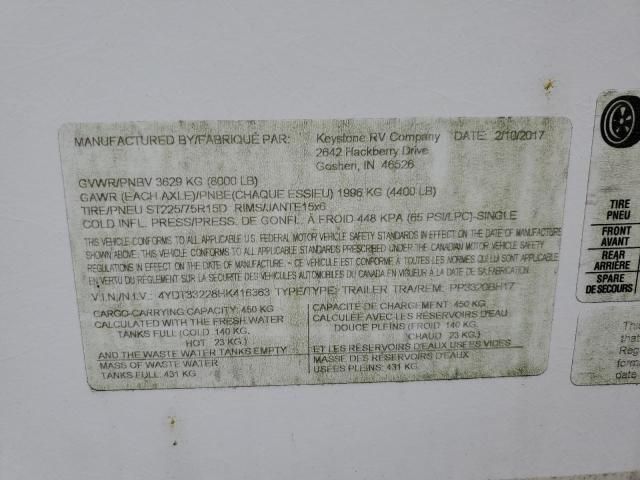 MANUFACTURED BY/FABRIQUÉ PAR: Keystone RV Company DATE: 2/10/2017
2642 Hackberry Drive
Goshen, IN 46526
GVWR/PNBV 3629 KG (8000 LB)
GAWR (EACH AXLE)/PNBE(CHAQUE ESSIEU) 1996 KG (4400 LB)
TIRE/PNEU ST225/75R15D RIMS/JANTE15x6
COLD INFL. PRESS/PRESS. DE GONFL. À FROID 448 KPA (65 PSI/LPC)-SINGLE
THIS VEHICLE CONFORMS TO ALL APPLICABLE U.S. FEDERAL MOTOR VEHICLE SAFETY STANDARDS IN EFFECT ON THE DATE OF MANUFACTURE
SHOWN ABOVE. THIS VEHICLE CONFORMS TO ALL APPLICABLE STANDARDS PRESCRIBED UNDER THE CANADIAN MOTOR VEHICLE SAFETY
REGULATIONS IN EFFECT ON THE DATE OF MANUFACTURE - CE VÉHICULE EST CONFORME À TOUTES LES NORMES QUI LUI SONT APPLICABLES
EN VERTU DU RÈGLEMENT SUR LA SÉCURITÉ DES VÉHICULES AUTOMOBILES DU CANADA EN VIGUEUR À LA DATE DE SA FABRICATION
V.I.N./N.I.V.: 4YDT33228HK416363 TYPE/TYPE: TRAILER TRA/REM: PP3320BH17
CARGO-CARRYING CAPACITY: 450 KG
CALCULATED WITH THE FRESH WATER
TANKS FULL (COLD: 140 KG.
HOT 23 KG.)
AND THE WASTE WATER TANKS EMPTY
MASS OF WASTE WATER
TANKS FULL: 431 KG.
CAPACITÉ DE CHARGEMENT: 450 KG
CALCULÉE AVEC LES RÉSERVOIRS D'EAU
DOUCE PLEINS (FROID: 140 KG.
CHAUD : 23 KG.)
ET LES RÉSERVOIRS D'EAUX USÉES VIDES
MASSE DES RÉSERVOIRS D'EAUX
USÉES PLEINS: 431 KG.
TIRE
PNEU
FRONT
AVANT
REAR
ARRIÈRE
SPARE
DE SECOURS
This
that
Reg
form
date